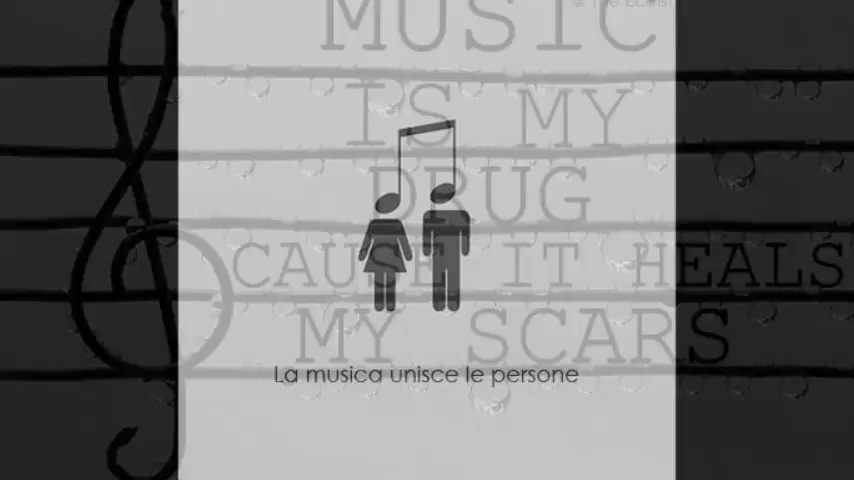 MUSIC
IS MY
DRUG
CAUSE IT HEALS
MY SCARS
La musica unisce le persone